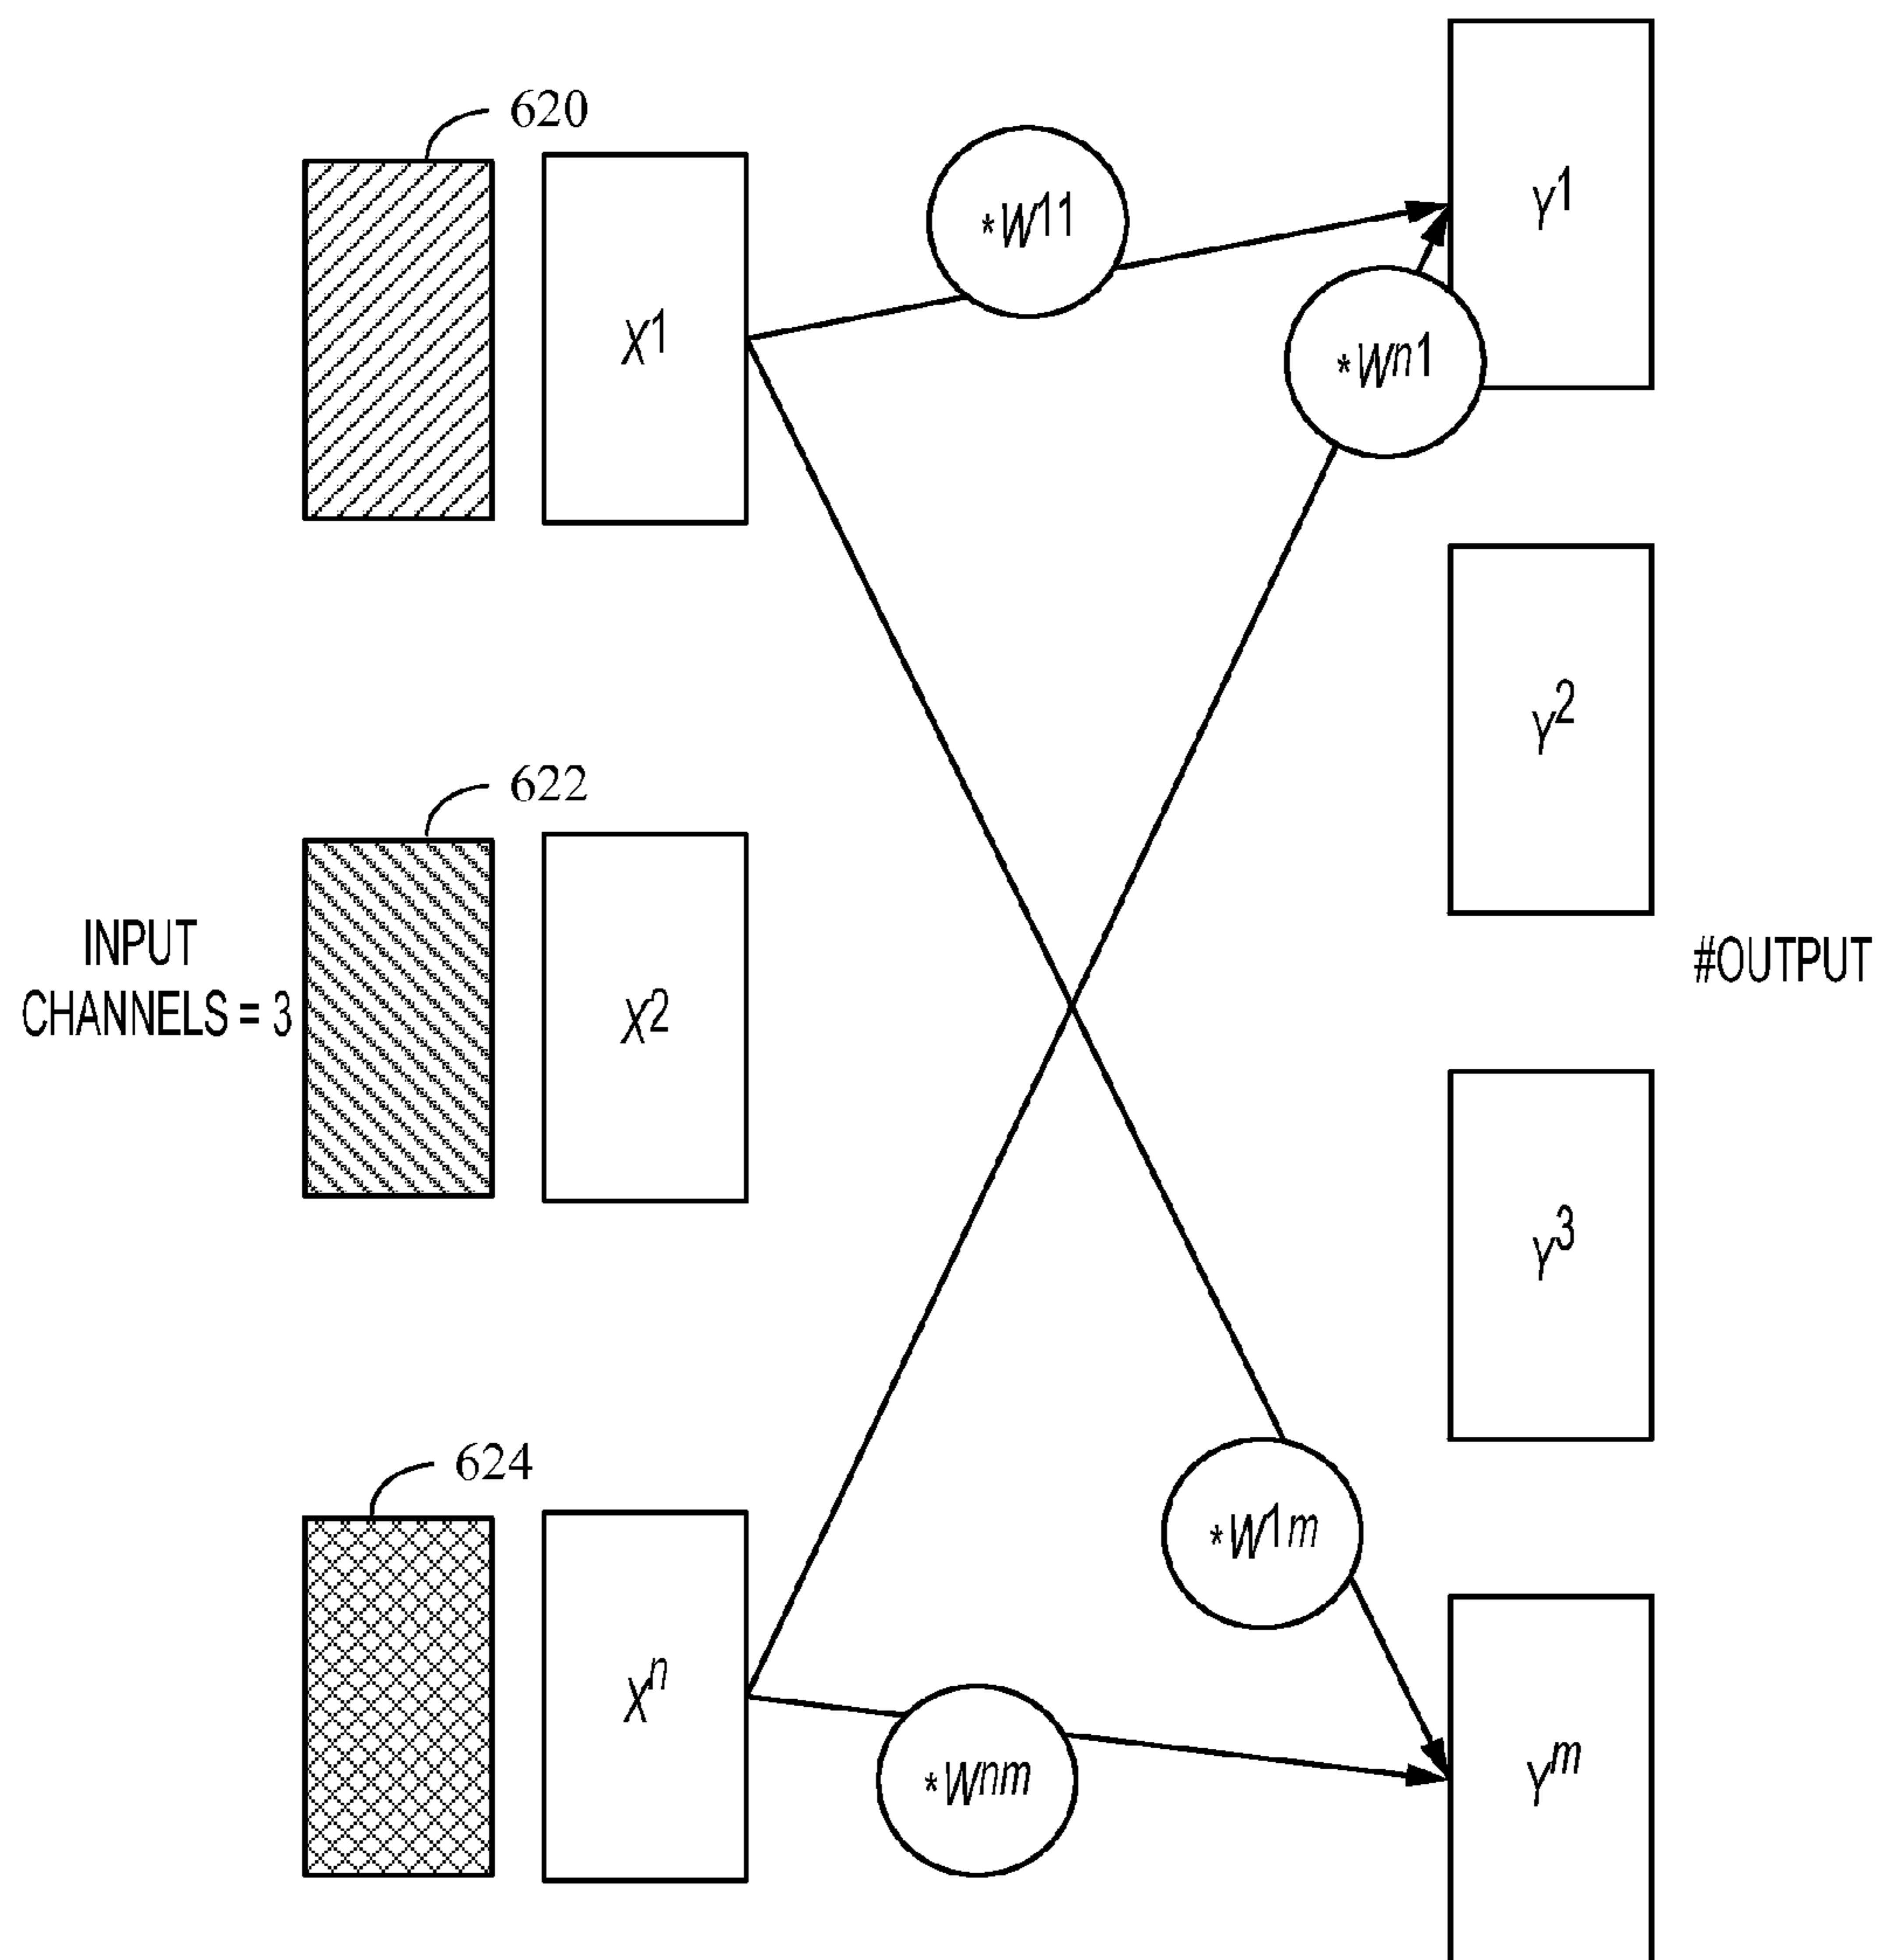 620
*W11
Y1
X1
*Wn1
Y2
622
INPUT
CHANNELS = 3
#OUTPUT
X2
Y3
624
*W1m
Xn
*Wnm
Ym